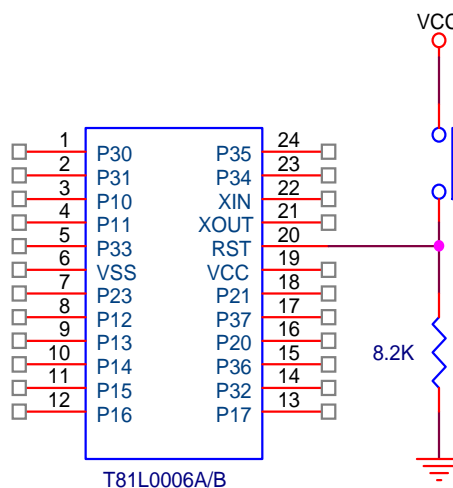 VCC
1 P30 P35 24
2 P31 P34 23
3 P10 XIN 22
4 P11 XOUT 21
5 P33 RST 20
6 VSS VCC 19
7 P23 P21 18
8 P12 P37 17
9 P13 P20 16
10 P14 P36 15
11 P15 P32 14
12 P16 P17 13
8.2K
T81L0006A/B